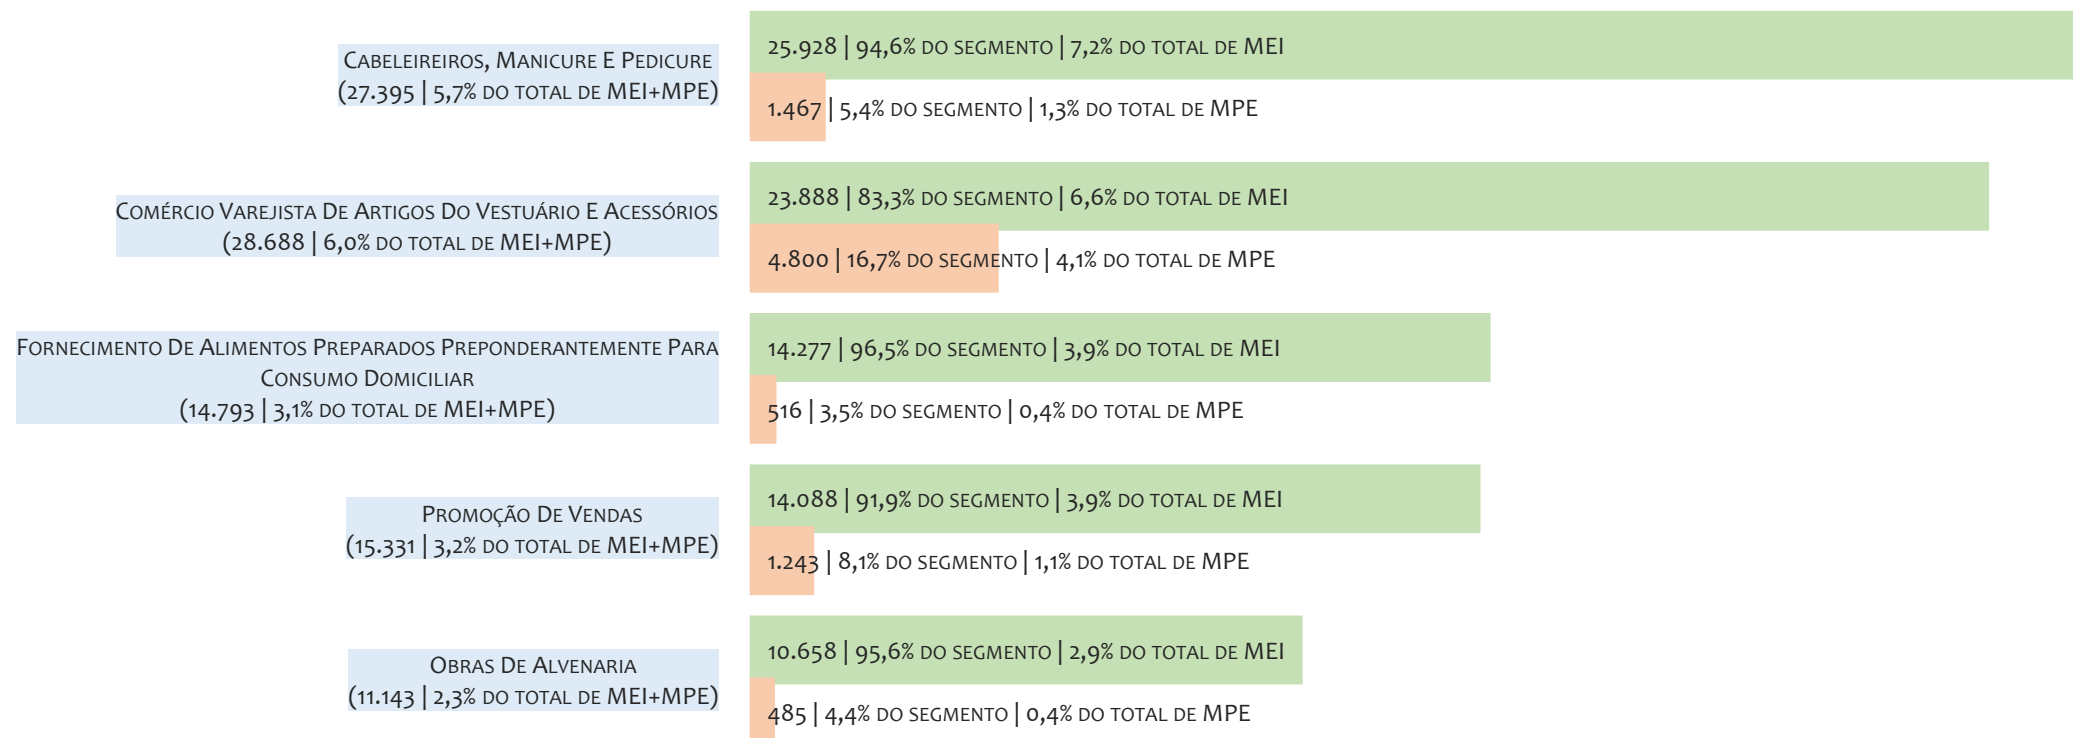 Cabeleireiros, Manicure E Pedicure
(27.395 | 5,7% do total de MEI+MPE)
25.928 | 94,6% do segmento | 7,2% do total de MEI
1.467 | 5,4% do segmento | 1,3% do total de MPE
Comércio Varejista De Artigos Do Vestuário E Acessórios
(28.688 | 6,0% do total de MEI+MPE)
23.888 | 83,3% do segmento | 6,6% do total de MEI
4.800 | 16,7% do segmento | 4,1% do total de MPE
Fornecimento De Alimentos Preparados Preponderantemente Para
Consumo Domiciliar
(14.793 | 3,1% do total de MEI+MPE)
14.277 | 96,5% do segmento | 3,9% do total de MEI
516 | 3,5% do segmento | 0,4% do total de MPE
Promoção De Vendas
(15.331 | 3,2% do total de MEI+MPE)
14.088 | 91,9% do segmento | 3,9% do total de MEI
1.243 | 8,1% do segmento | 1,1% do total de MPE
Obras De Alvenaria
(11.143 | 2,3% do total de MEI+MPE)
10.658 | 95,6% do segmento | 2,9% do total de MEI
485 | 4,4% do segmento | 0,4% do total de MPE